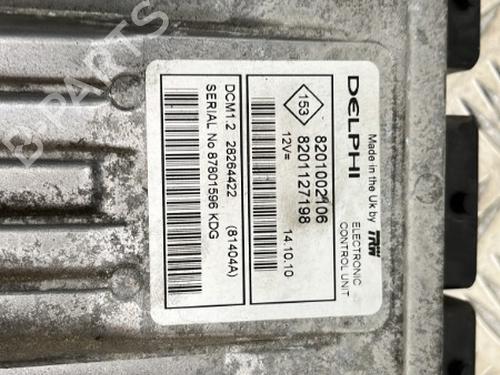 DELPHI
Made in the Uk by TRW
ELECTRONIC
CONTROL UNIT
153
8201002106
8201127198
12V=
14.10.10
DCM1.2 28264422 (81404A)
SERIAL No 87801596 KDG
B-PARTS